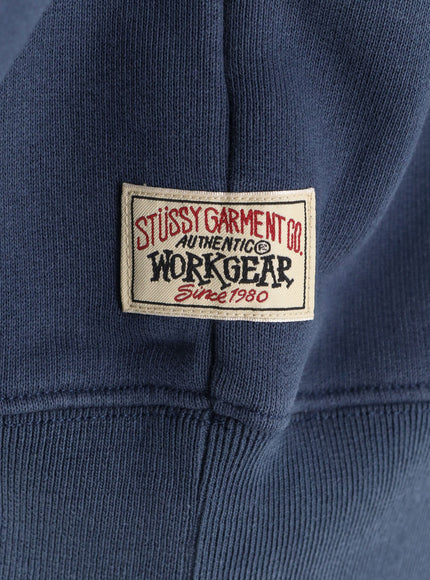 STÜSSY GARMENT CO.
AUTHENTIC
WORKGEAR
Since 1980